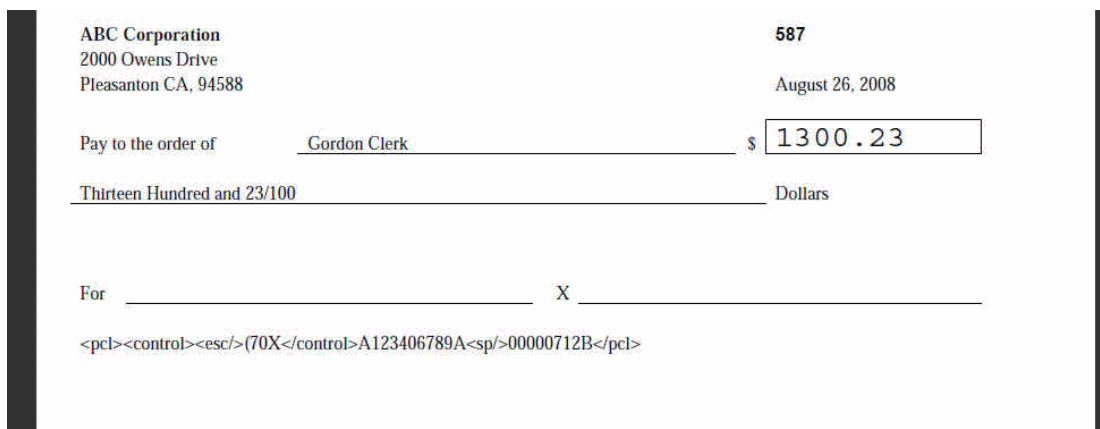 ABC Corporation
587
2000 Owens Drive
Pleasanton CA, 94588
August 26, 2008
Pay to the order of Gordon Clerk $ 1300.23
Thirteen Hundred and 23/100 Dollars
For X
<pcl><control><esc/>(70X</control>A123406789A<sp/>00000712B</pcl>